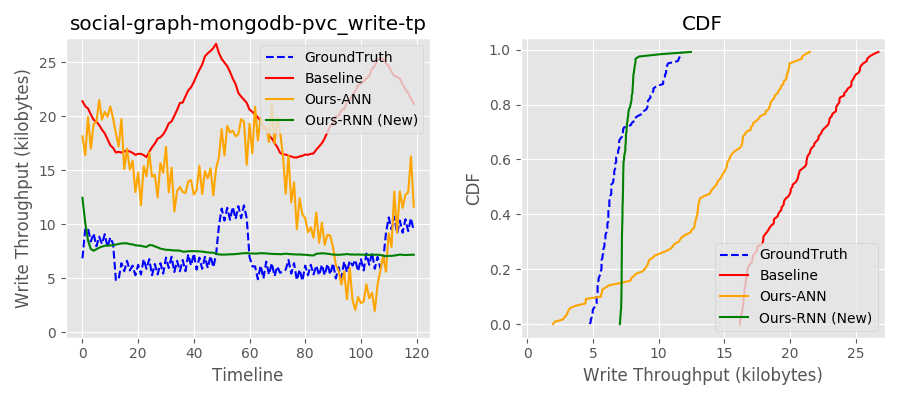 social-graph-mongodb-pvc_write-tp
Write Throughput (kilobytes)
25
20
15
10
5
0
GroundTruth
Baseline
Ours-ANN
Ours-RNN (New)
0 20 40 60 80 100 120
Timeline
CDF
CDF
1.0
0.8
0.6
0.4
0.2
0.0
GroundTruth
Baseline
Ours-ANN
Ours-RNN (New)
0 5 10 15 20 25
Write Throughput (kilobytes)